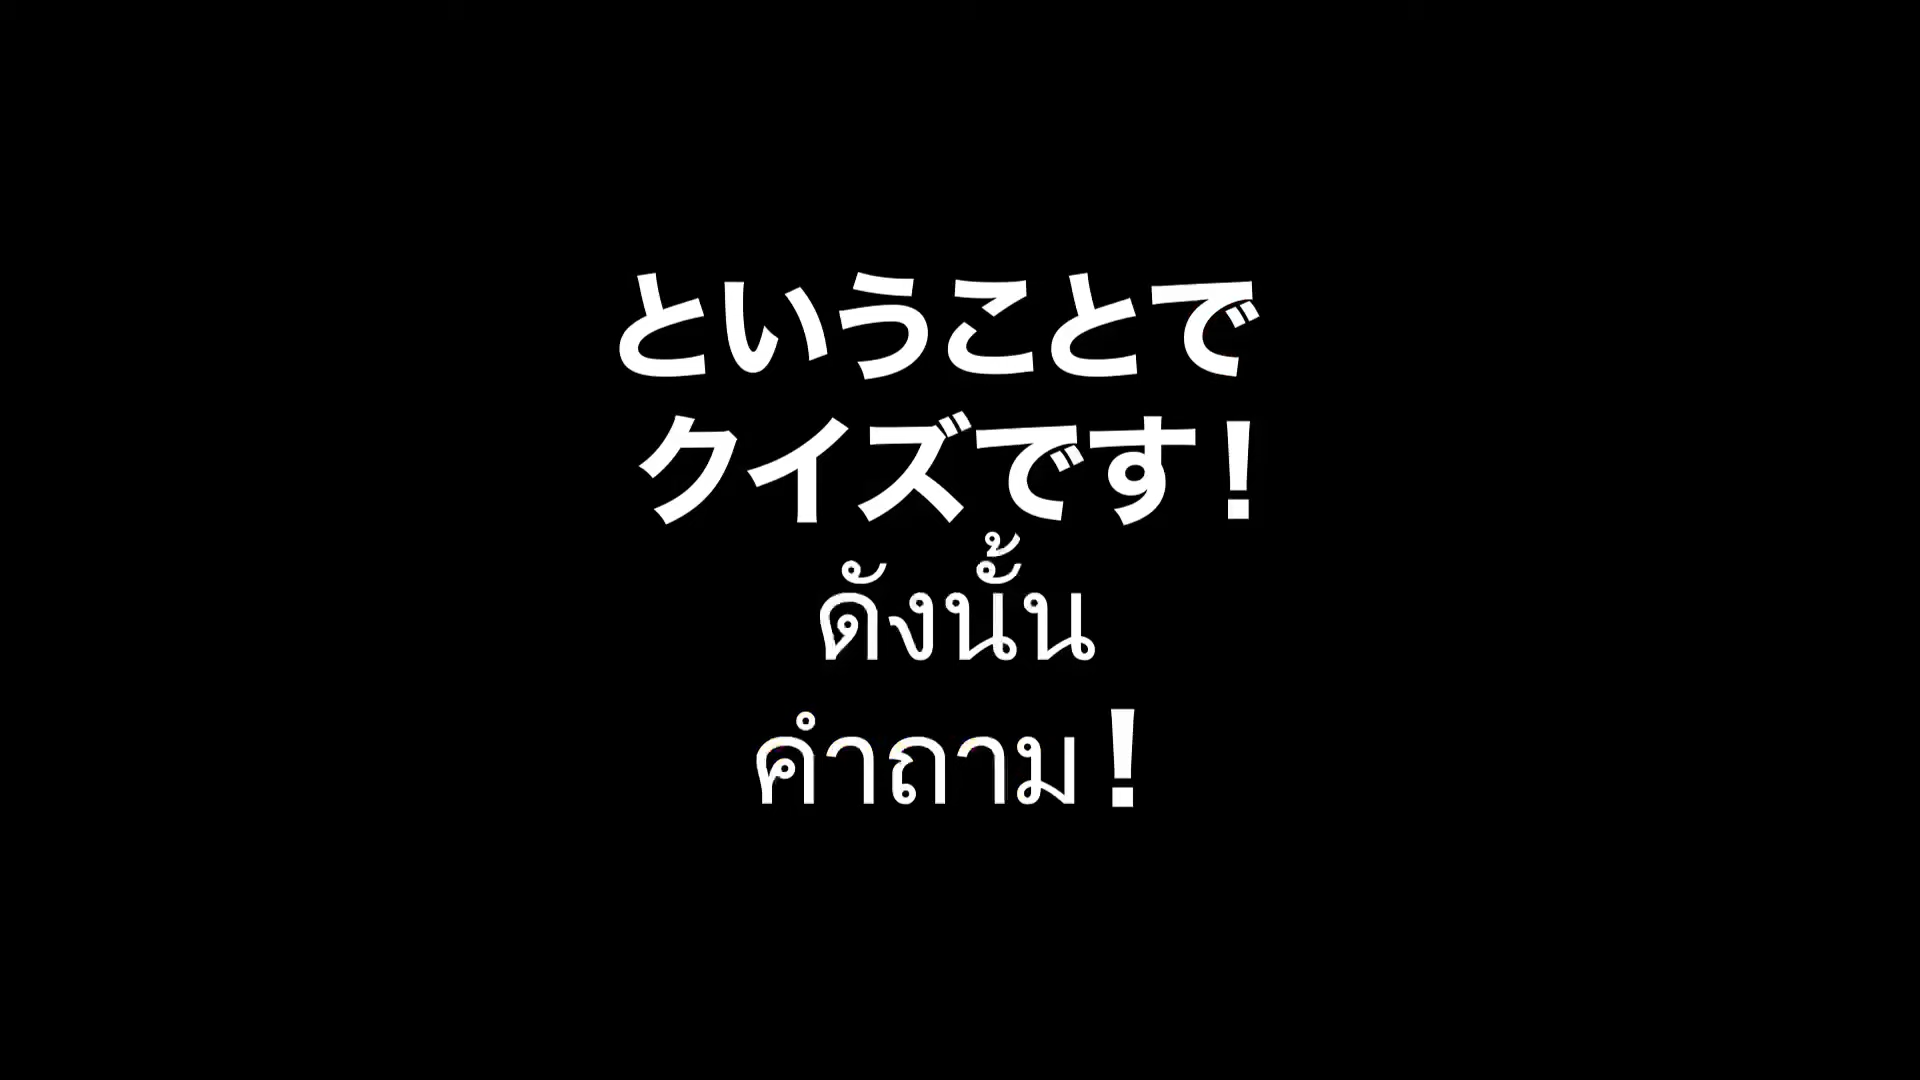 ということで
クイズです！
ดังนั้น
คำถาม！